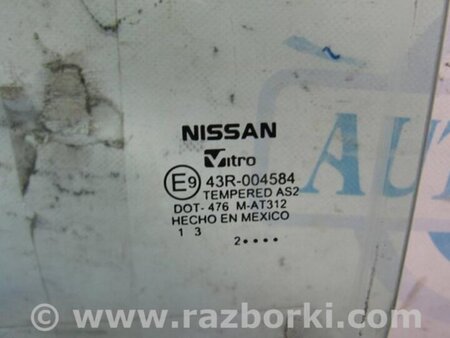 NISSAN
Vitro
E9 43R-004584
TEMPERED AS2
DOT-476 M-AT312
HECHO EN MEXICO
1 3
2••••
AUT
© www.razborki.com